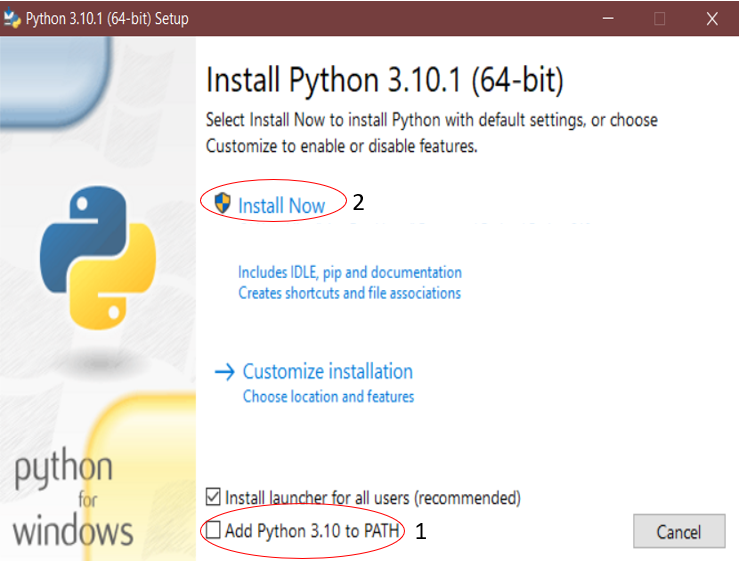 Python 3.10.1 (64-bit) Setup
Install Python 3.10.1 (64-bit)
Select Install Now to install Python with default settings, or choose
Customize to enable or disable features.
Install Now 2
Includes IDLE, pip and documentation
Creates shortcuts and file associations
Customize installation
Choose location and features
python
for
windows
Install launcher for all users (recommended)
Add Python 3.10 to PATH 1
Cancel